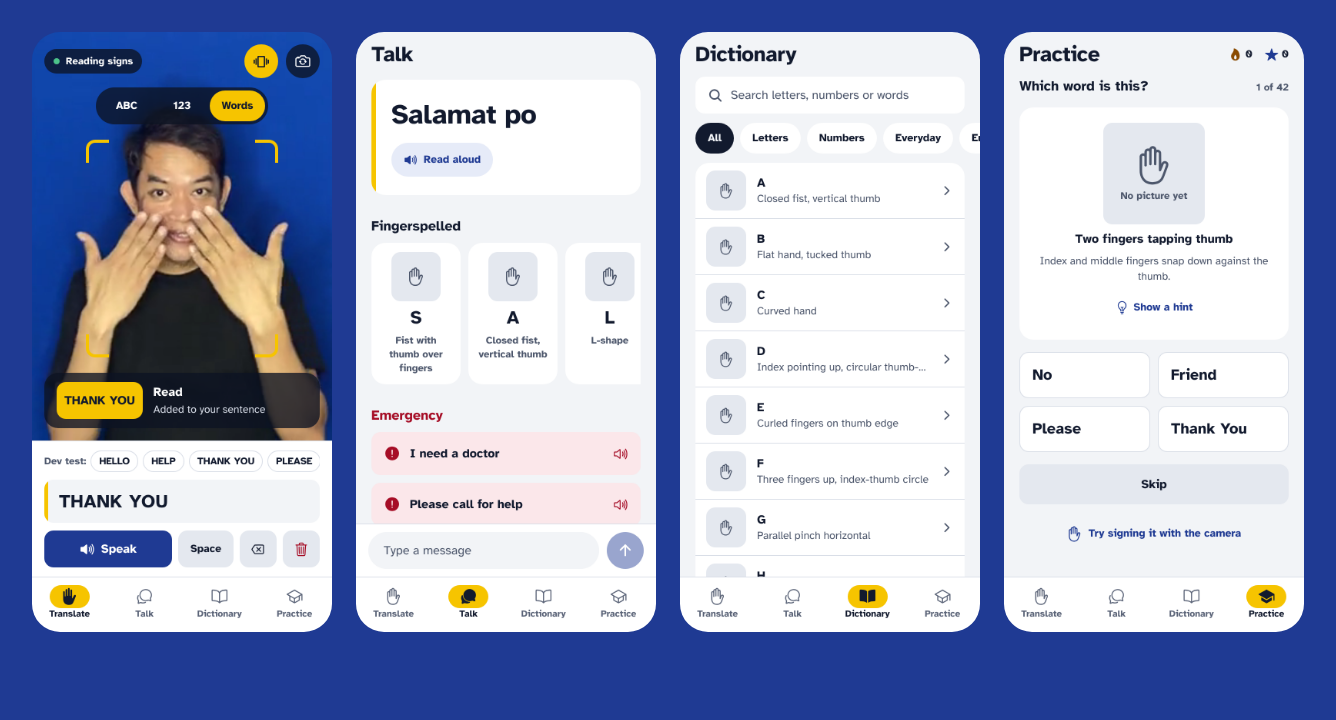 Reading signs
ABC 123 Words
THANK YOU
Read
Added to your sentence
Dev test: HELLO HELP THANK YOU PLEASE
THANK YOU
Speak Space
Translate Talk Dictionary Practice
Talk
Salamat po
Read aloud
Fingerspelled
S
Fist with
thumb over
fingers
A
Closed fist,
vertical thumb
L
L-shape
Emergency
I need a doctor
Please call for help
Type a message
Translate Talk Dictionary Practice
Dictionary
Search letters, numbers or words
All Letters Numbers Everyday
A
Closed fist, vertical thumb
B
Flat hand, tucked thumb
C
Curved hand
D
Index pointing up, circular thumb-...
E
Curled fingers on thumb edge
F
Three fingers up, index-thumb circle
G
Parallel pinch horizontal
H
Translate Talk Dictionary Practice
Practice 0 0
Which word is this? 1 of 42
No picture yet
Two fingers tapping thumb
Index and middle fingers snap down against the
thumb.
Show a hint
No Friend
Please Thank You
Skip
Try signing it with the camera
Translate Talk Dictionary Practice